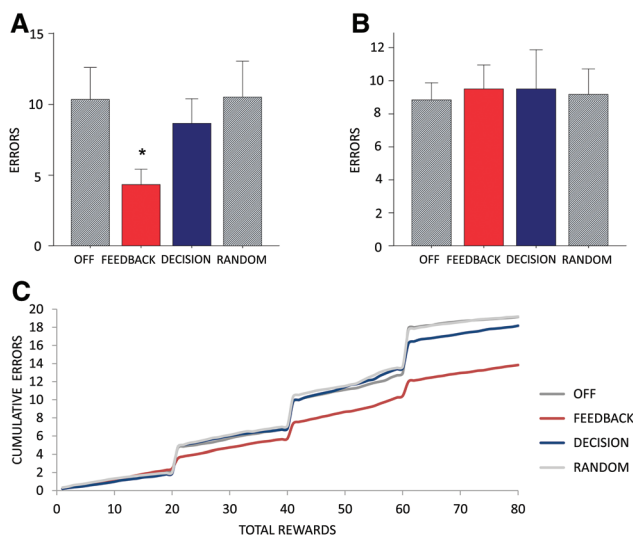 A
15
10
5
0
ERRORS
*
OFF FEEDBACK DECISION RANDOM
B
12
10
8
6
4
2
0
ERRORS
OFF FEEDBACK DECISION RANDOM
C
20
18
16
14
12
10
8
6
4
2
0
CUMULATIVE ERRORS
0 10 20 30 40 50 60 70 80
TOTAL REWARDS
OFF
FEEDBACK
DECISION
RANDOM